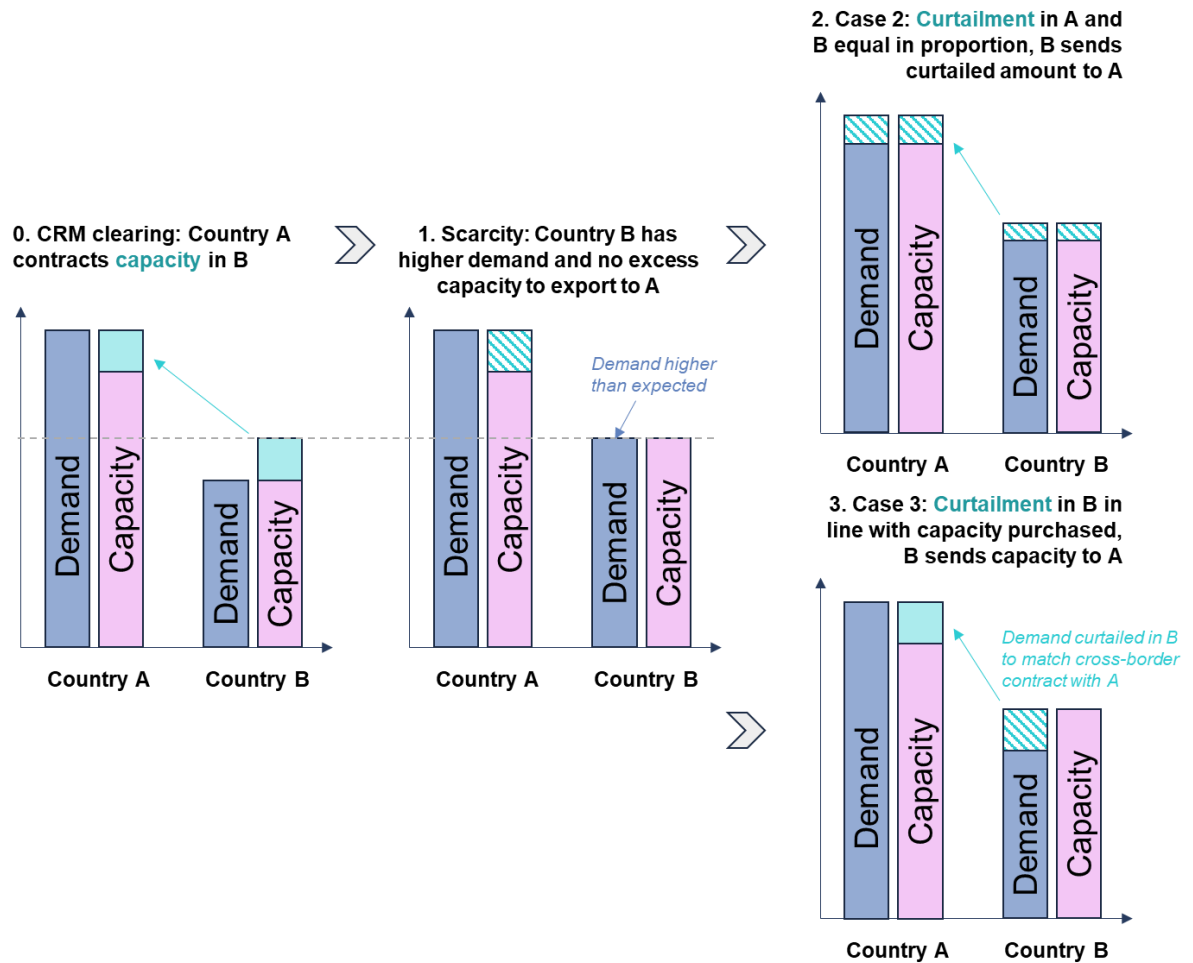 0. CRM clearing: Country A
contracts capacity in B
Demand
Capacity
Demand
Capacity
Country A
Country B
1. Scarcity: Country B has
higher demand and no excess
capacity to export to A
Demand higher
than expected
Demand
Capacity
Demand
Capacity
Country A
Country B
2. Case 2: Curtailment in A and
B equal in proportion, B sends
curtailed amount to A
Demand
Capacity
Demand
Capacity
Country A
Country B
3. Case 3: Curtailment in B in
line with capacity purchased,
B sends capacity to A
Demand curtailed in B
to match cross-border
contract with A
Demand
Capacity
Demand
Capacity
Country A
Country B